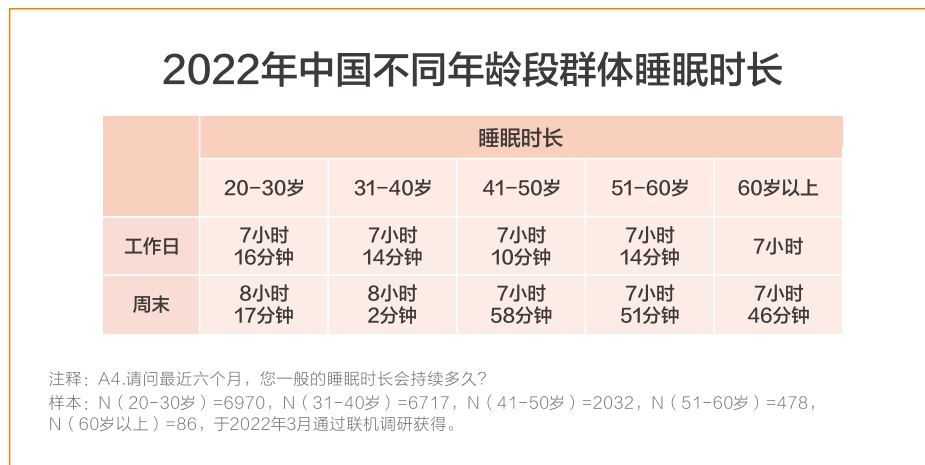 2022年中国不同年龄段群体睡眠时长
睡眠时长
20-30岁 31-40岁 41-50岁 51-60岁 60岁以上
工作日 7小时16分钟 7小时14分钟 7小时10分钟 7小时14分钟 7小时
周末 8小时17分钟 8小时2分钟 7小时58分钟 7小时51分钟 7小时46分钟
注释：A4.请问最近六个月，您一般的睡眠时长会持续多久？
样本：N（20-30岁）=6970，N（31-40岁）=6717，N（41-50岁）=2032，N（51-60岁）=478，
N（60岁以上）=86，于2022年3月通过联机调研获得。